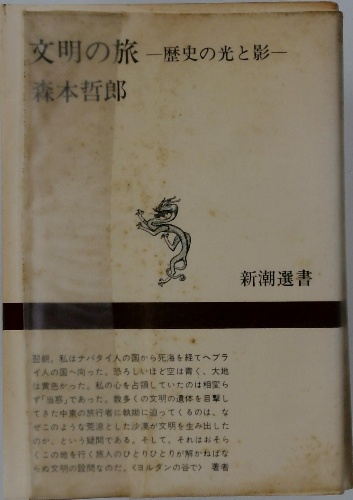 文明の旅 —歴史の光と影—
森本哲郎
新潮選書
翌朝、私はナバタイ人の国から死海を経てヘブラ
イ人の国へ向った。恐ろしいほど空は青く、大地
は黄色かった。私の心を占領していたのは相変ら
ず「当惑」であった。数多くの文明の遺体を目撃し
てきた中東の旅行者に執拗に迫ってくるのは、な
ぜこのような荒涼とした沙漠が文明を生み出した
のか、という疑問である。そして、それはおそら
くこの地を行く旅人のひとりひとりが解かねばな
らぬ文明の設問なのだ。〈ヨルダンの谷で〉 著者